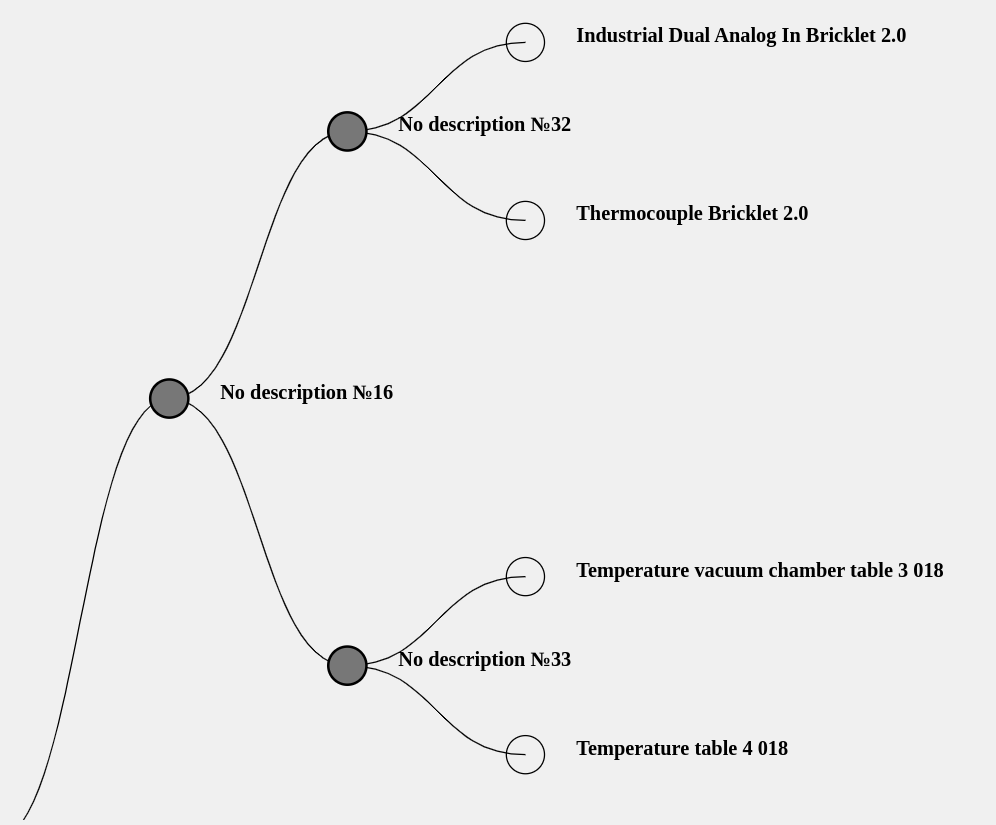 Industrial Dual Analog In Bricklet 2.0
No description №32
Thermocouple Bricklet 2.0
No description №16
Temperature vacuum chamber table 3 018
No description №33
Temperature table 4 018